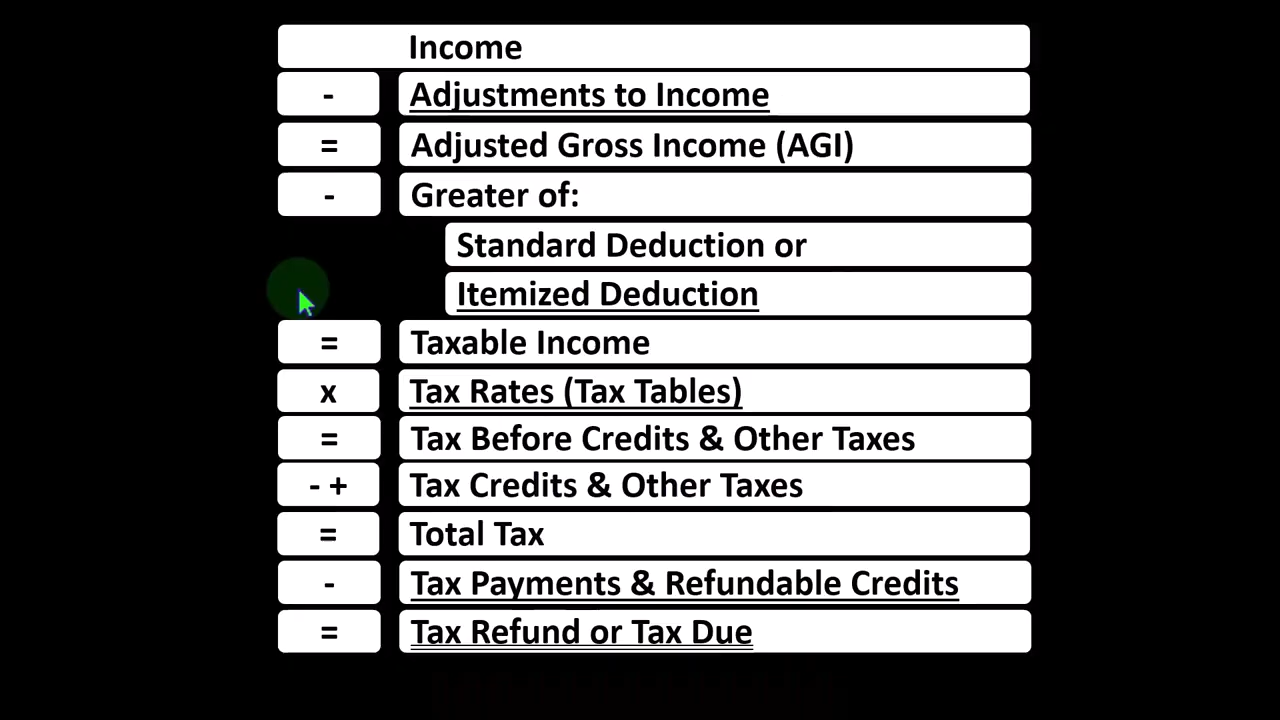 Income
- Adjustments to Income
= Adjusted Gross Income (AGI)
- Greater of:
Standard Deduction or
Itemized Deduction
= Taxable Income
x Tax Rates (Tax Tables)
= Tax Before Credits & Other Taxes
- + Tax Credits & Other Taxes
= Total Tax
- Tax Payments & Refundable Credits
= Tax Refund or Tax Due